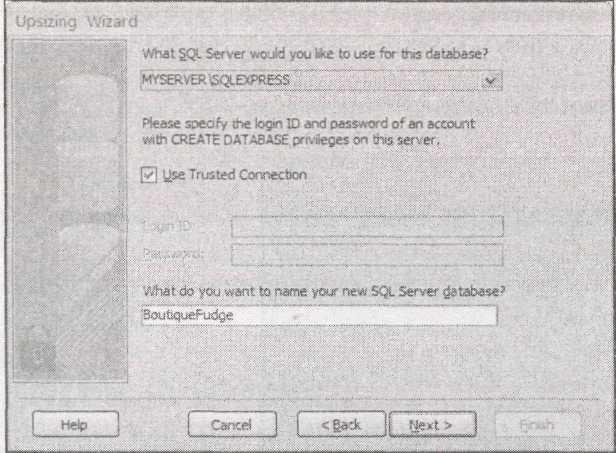 Upsizing Wizard
What SQL Server would you like to use for this database?
MYSERVER\SQLEXPRESS
Please specify the login ID and password of an account
with CREATE DATABASE privileges on this server.
Use Trusted Connection
Login ID:
Password:
What do you want to name your new SQL Server database?
BoutiqueFudge
Help
Cancel
< Back
Next >
Finish